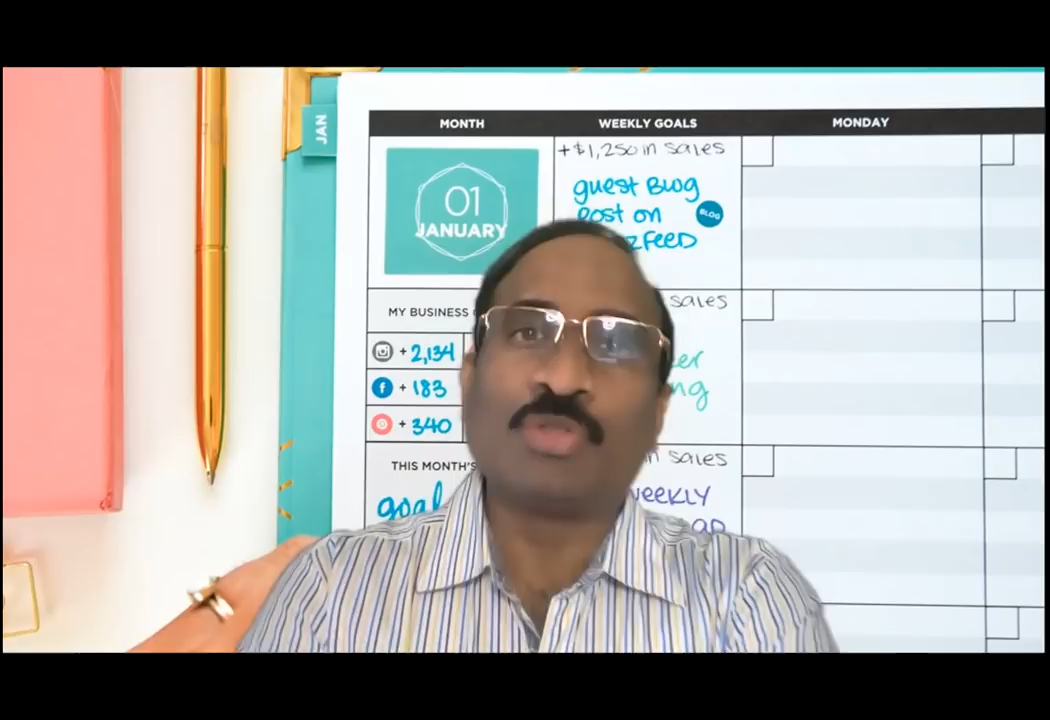 JAN
MONTH
WEEKLY GOALS
MONDAY
01
JANUARY
+$1,250 in sales
guest Blog
Post on
BLOG
ZFEED
MY BUSINESS
sales
+ 2,134
+ 183
+ 340
THIS MONTH'S
goal
sales
WEEKLY